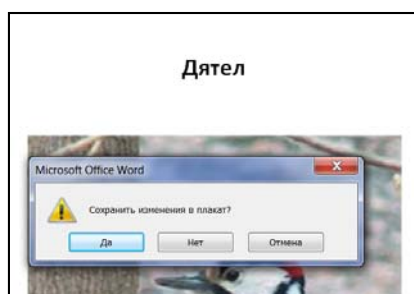 Дятел
Microsoft Office Word
Сохранить изменения в плакат?
Да
Нет
Отмена